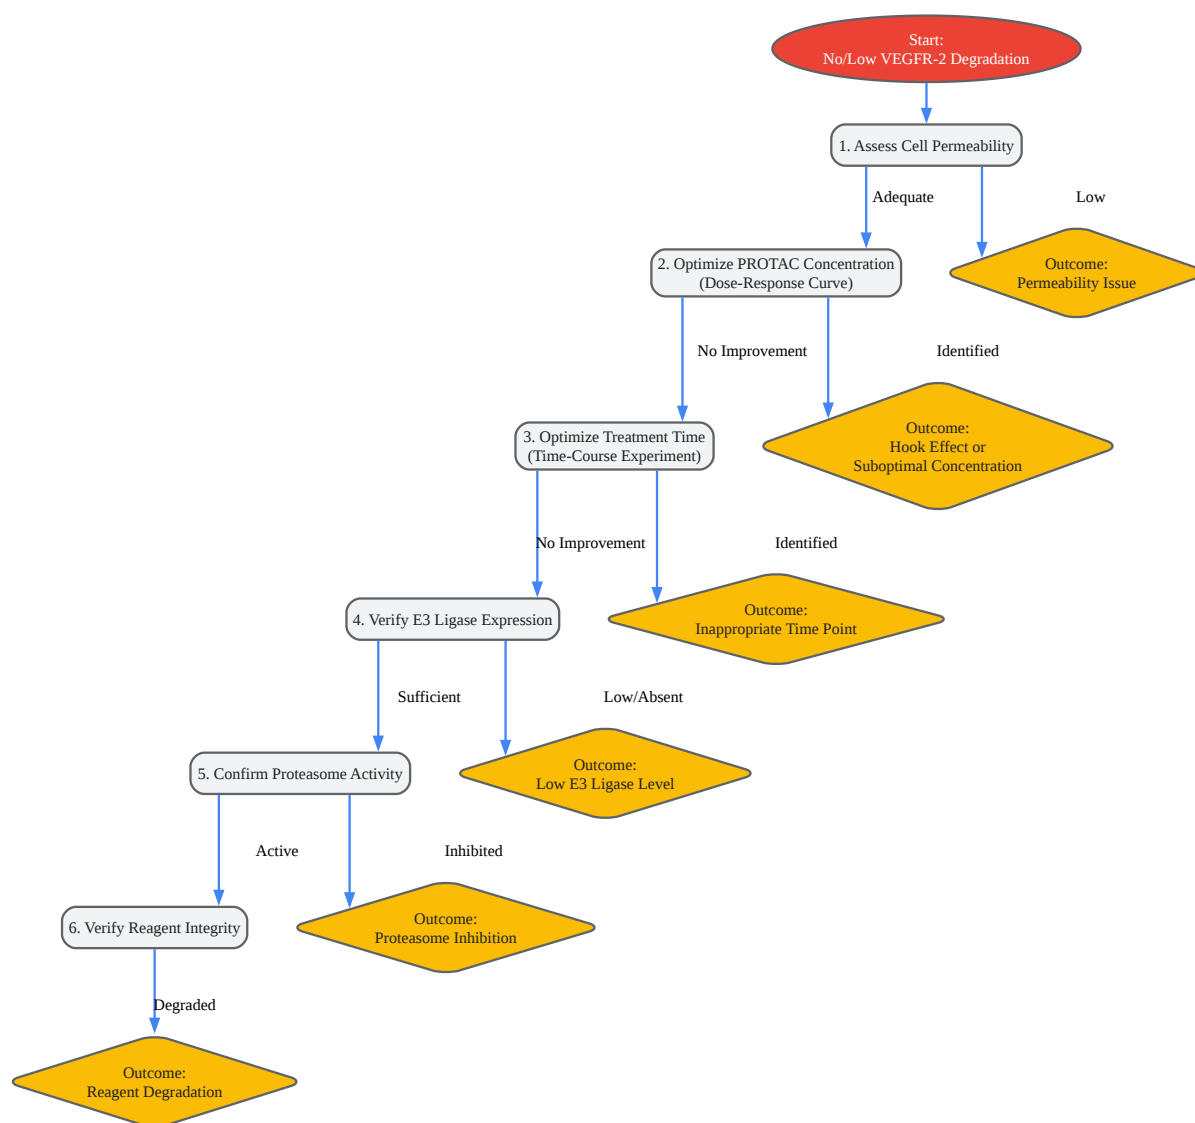 Start:
No/Low VEGFR-2 Degradation
1. Assess Cell Permeability
Adequate
Low
2. Optimize PROTAC Concentration
(Dose-Response Curve)
Outcome:
Permeability Issue
No Improvement
Identified
3. Optimize Treatment Time
(Time-Course Experiment)
Outcome:
Hook Effect or
Suboptimal Concentration
No Improvement
Identified
4. Verify E3 Ligase Expression
Outcome:
Inappropriate Time Point
Sufficient
Low/Absent
5. Confirm Proteasome Activity
Outcome:
Low E3 Ligase Level
Active
Inhibited
6. Verify Reagent Integrity
Outcome:
Proteasome Inhibition
Degraded
Outcome:
Reagent Degradation